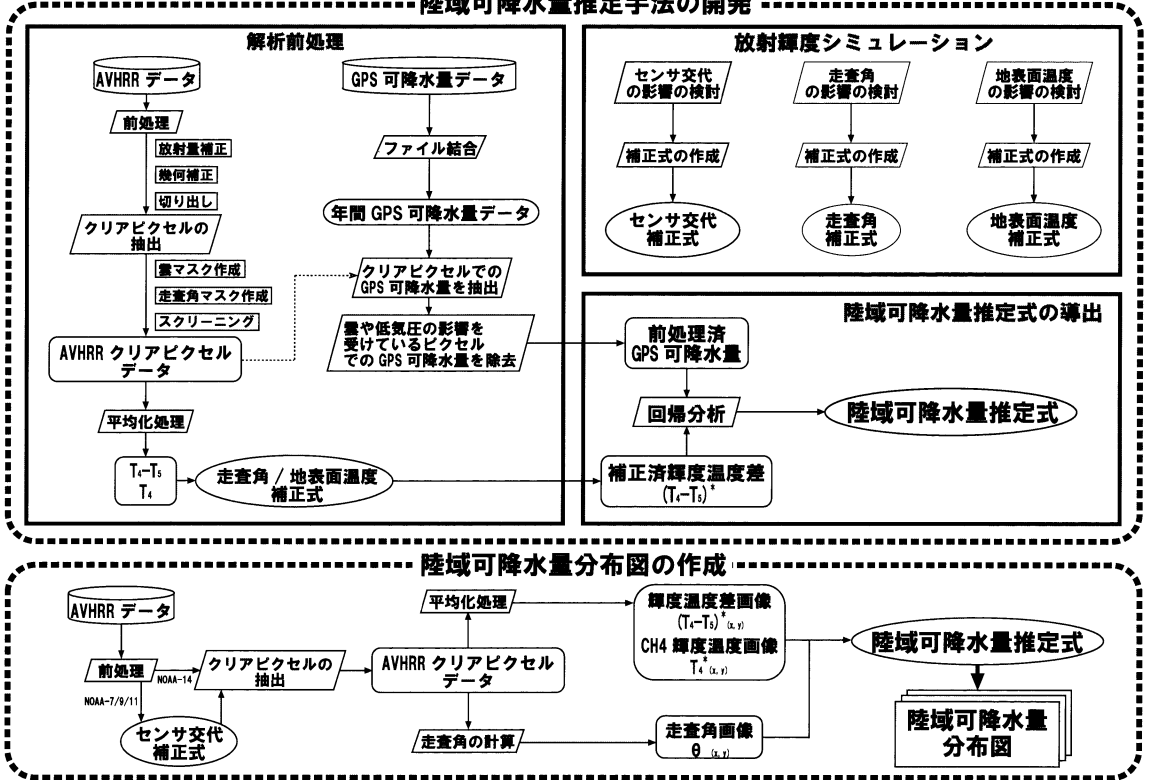 陸域可降水量推定手法の開発
解析前処理
AVHRR データ
前処理
放射量補正
幾何補正
切り出し
クリアピクセルの
抽出
雲マスク作成
走査角マスク作成
スクリーニング
AVHRR クリアピクセル
データ
平均化処理
T₄-T₅
T₄
走査角 / 地表面温度
補正式
GPS 可降水量データ
ファイル結合
年間 GPS 可降水量データ
クリアピクセルでの
GPS 可降水量を抽出
雲や低気圧の影響を
受けているピクセル
での GPS 可降水量を除去
放射輝度シミュレーション
センサ交代
の影響の検討
補正式の作成
センサ交代
補正式
走査角
の影響の検討
補正式の作成
走査角
補正式
地表面温度
の影響の検討
補正式の作成
地表面温度
補正式
陸域可降水量推定式の導出
前処理済
GPS 可降水量
回帰分析
陸域可降水量推定式
補正済輝度温度差
(T₄-T₅)*
陸域可降水量分布図の作成
AVHRR データ
前処理
NOAA-14
NOAA-7/9/11
センサ交代
補正式
クリアピクセルの
抽出
AVHRR クリアピクセル
データ
平均化処理
走査角の計算
輝度温度差画像
(T₄-T₅)* (x, y)
CH4 輝度温度画像
T₄* (x, y)
走査角画像
θ (x, y)
陸域可降水量推定式
陸域可降水量
分布図